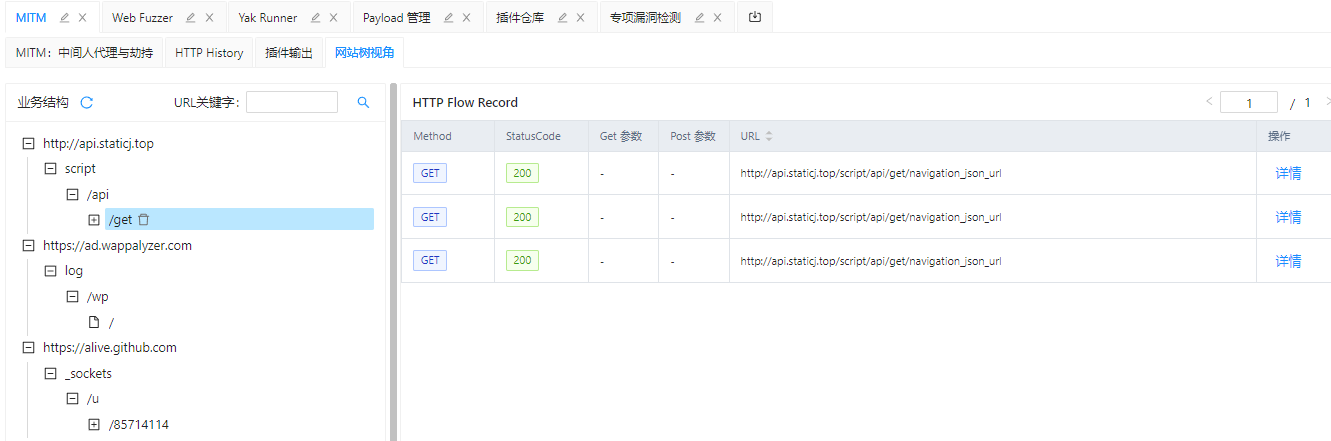 MITM Web Fuzzer Yak Runner Payload 管理 插件仓库 专项漏洞检测
MITM：中间人代理与劫持 HTTP History 插件输出 网站树视角
业务结构 URL关键字：
http://api.staticj.top
script
/api
/get
https://ad.wappalyzer.com
log
/wp
/
https://alive.github.com
_sockets
/u
/85714114
HTTP Flow Record 1 / 1
Method StatusCode Get 参数 Post 参数 URL 操作
GET 200 - - http://api.staticj.top/script/api/get/navigation_json_url 详情
GET 200 - - http://api.staticj.top/script/api/get/navigation_json_url 详情
GET 200 - - http://api.staticj.top/script/api/get/navigation_json_url 详情